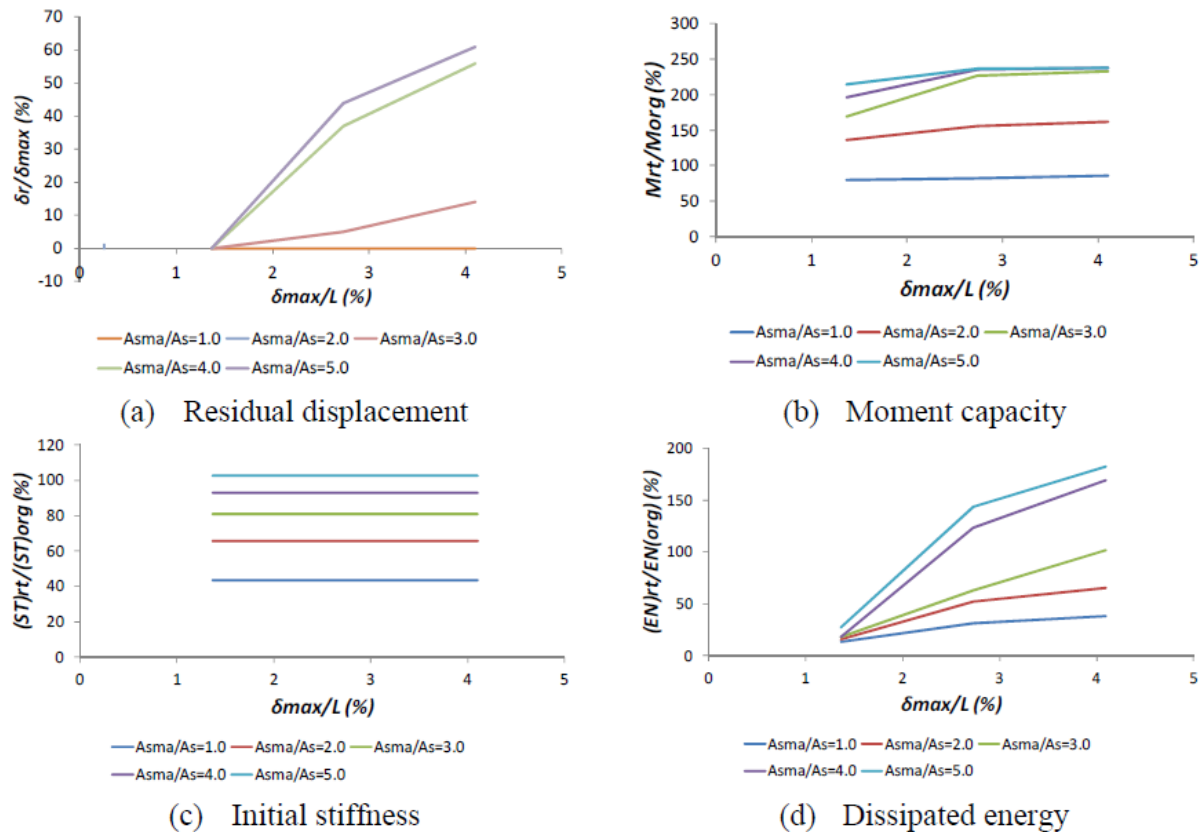 70
60
50
40
30
20
10
0
-10
0 1 2 3 4 5
δr/δmax (%)
δmax/L (%)
Asma/As=1.0 Asma/As=2.0 Asma/As=3.0
Asma/As=4.0 Asma/As=5.0
(a) Residual displacement
300
250
200
150
100
50
0
0 1 2 3 4 5
Mrt/Morg (%)
δmax/L (%)
Asma/As=1.0 Asma/As=2.0 Asma/As=3.0
Asma/As=4.0 Asma/As=5.0
(b) Moment capacity
120
100
80
60
40
20
0
0 1 2 3 4 5
(ST)rt/(ST)org (%)
δmax/L (%)
Asma/As=1.0 Asma/As=2.0 Asma/As=3.0
Asma/As=4.0 Asma/As=5.0
(c) Initial stiffness
200
150
100
50
0
0 1 2 3 4 5
(EN)rt/EN(org) (%)
δmax/L (%)
Asma/As=1.0 Asma/As=2.0 Asma/As=3.0
Asma/As=4.0 Asma/As=5.0
(d) Dissipated energy